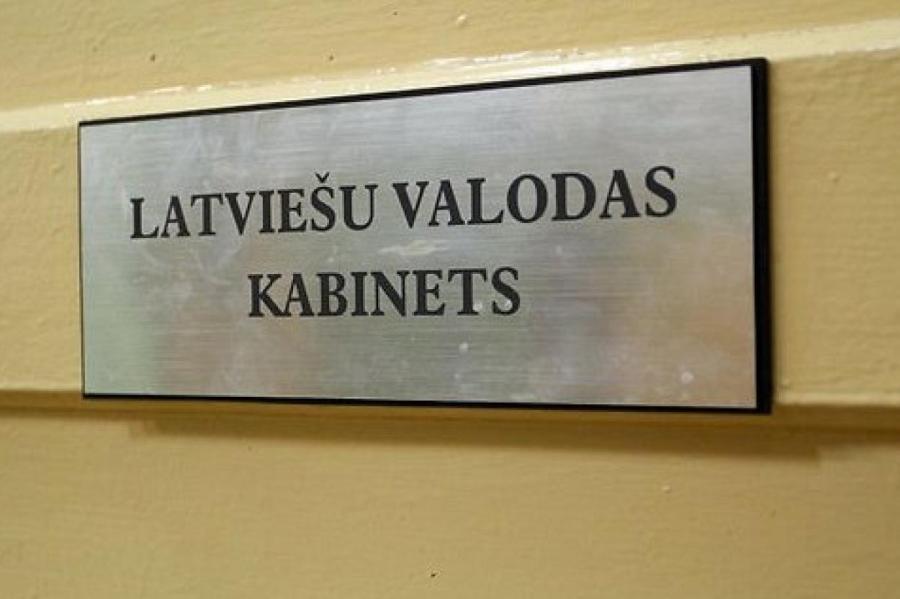 LATVIEŠU VALODAS
KABINETS